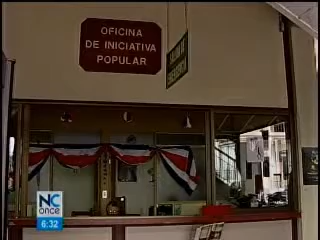 OFICINA
DE INICIATIVA
POPULAR
NC
once
6:32